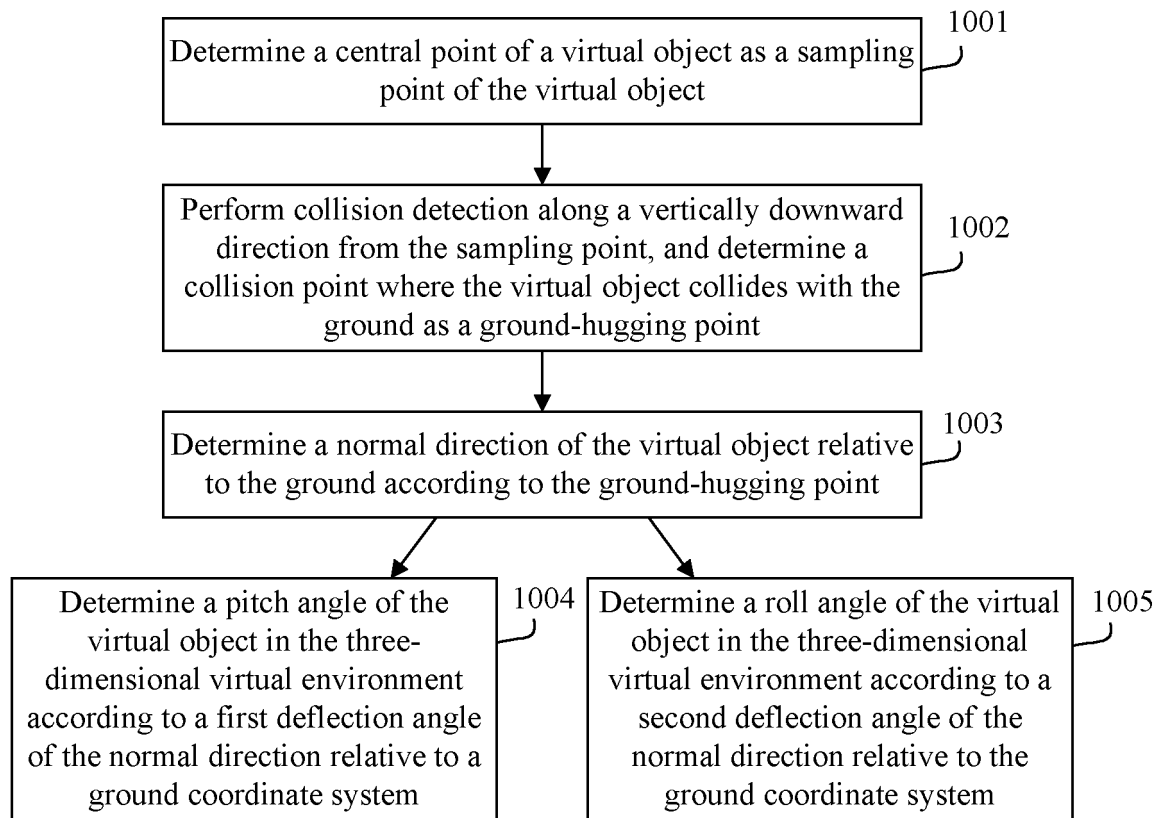 Determine a central point of a virtual object as a sampling
point of the virtual object
1001
Perform collision detection along a vertically downward
direction from the sampling point, and determine a
collision point where the virtual object collides with the
ground as a ground-hugging point
1002
Determine a normal direction of the virtual object relative
to the ground according to the ground-hugging point
1003
Determine a pitch angle of the
virtual object in the three-
dimensional virtual environment
according to a first deflection angle
of the normal direction relative to a
ground coordinate system
1004
Determine a roll angle of the virtual
object in the three-dimensional
virtual environment according to a
second deflection angle of the
normal direction relative to the
ground coordinate system
1005